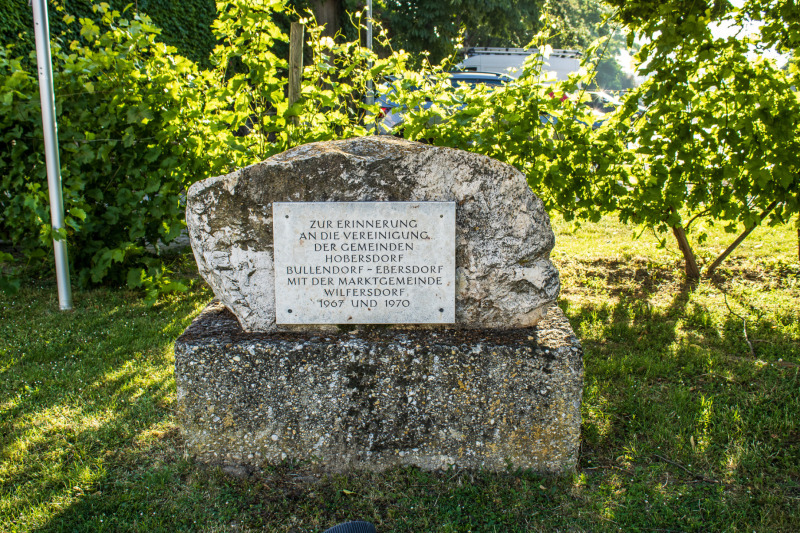 ZUR ERINNERUNG
AN DIE VEREINIGUNG
DER GEMEINDEN
HOBERSDORF
BULLENDORF – EBERSDORF
MIT DER MARKTGEMEINDE
WILFERSDORF
1967 UND 1970